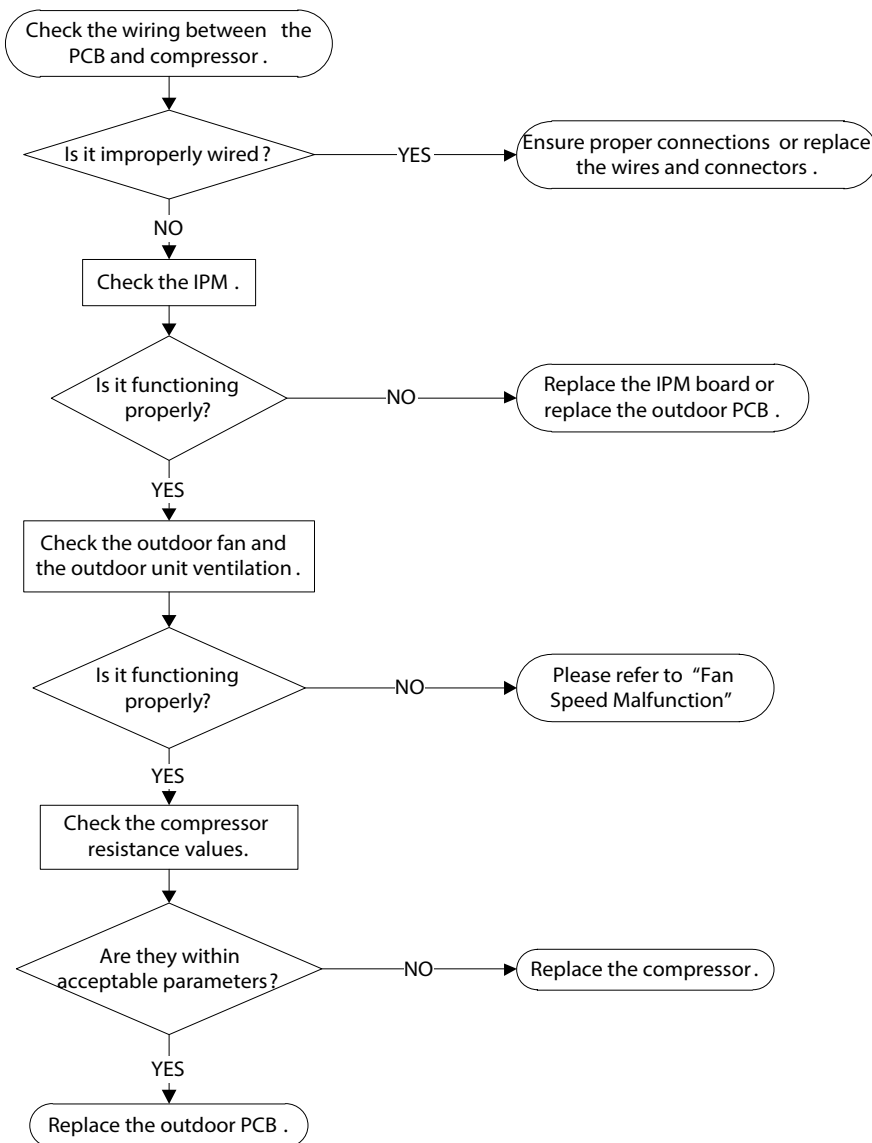 Check the wiring between the
PCB and compressor .
Is it improperly wired ?
YES
Ensure proper connections or replace
the wires and connectors .
NO
Check the IPM .
Is it functioning
properly?
NO
Replace the IPM board or
replace the outdoor PCB .
YES
Check the outdoor fan and
the outdoor unit ventilation .
Is it functioning
properly?
NO
Please refer to “Fan
Speed Malfunction”
YES
Check the compressor
resistance values.
Are they within
acceptable parameters?
NO
Replace the compressor .
YES
Replace the outdoor PCB .